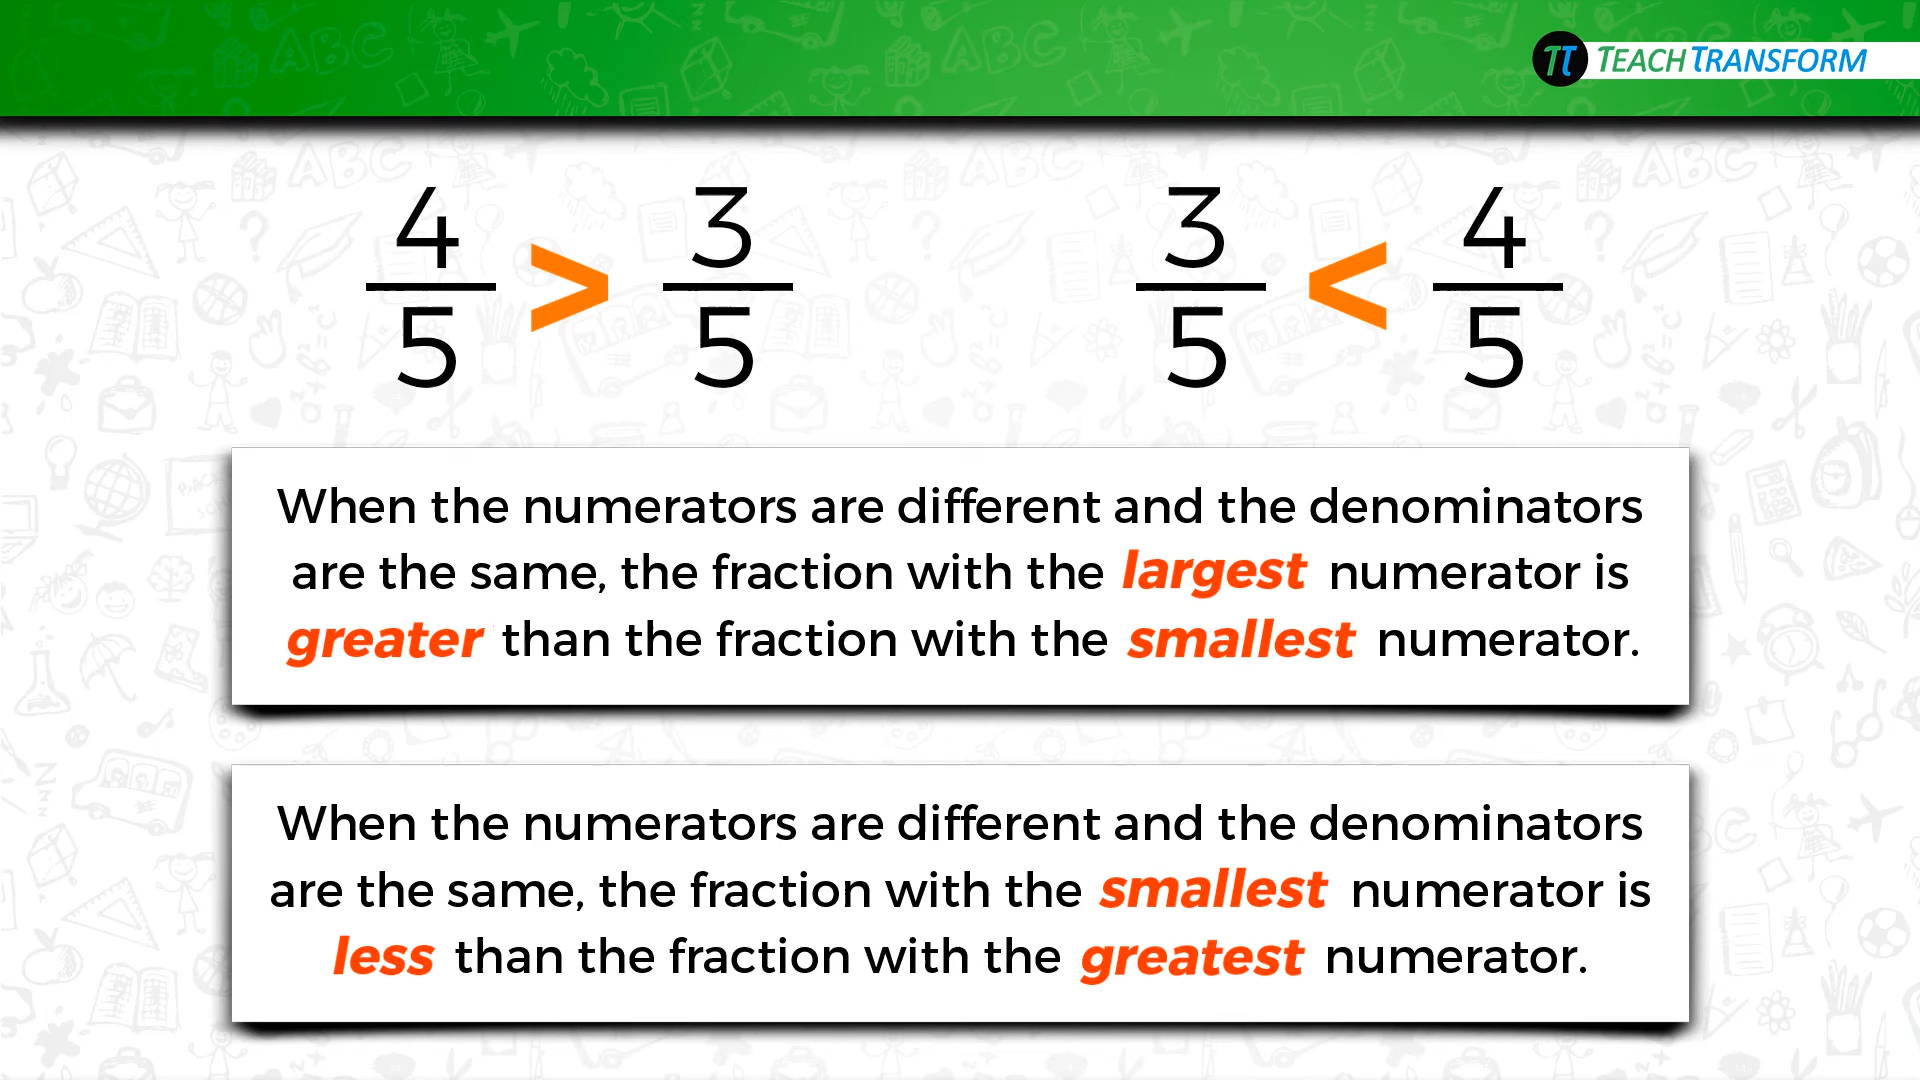 TEACH TRANSFORM
4/5 > 3/5
3/5 < 4/5
When the numerators are different and the denominators
are the same, the fraction with the largest numerator is
greater than the fraction with the smallest numerator.
When the numerators are different and the denominators
are the same, the fraction with the smallest numerator is
less than the fraction with the greatest numerator.